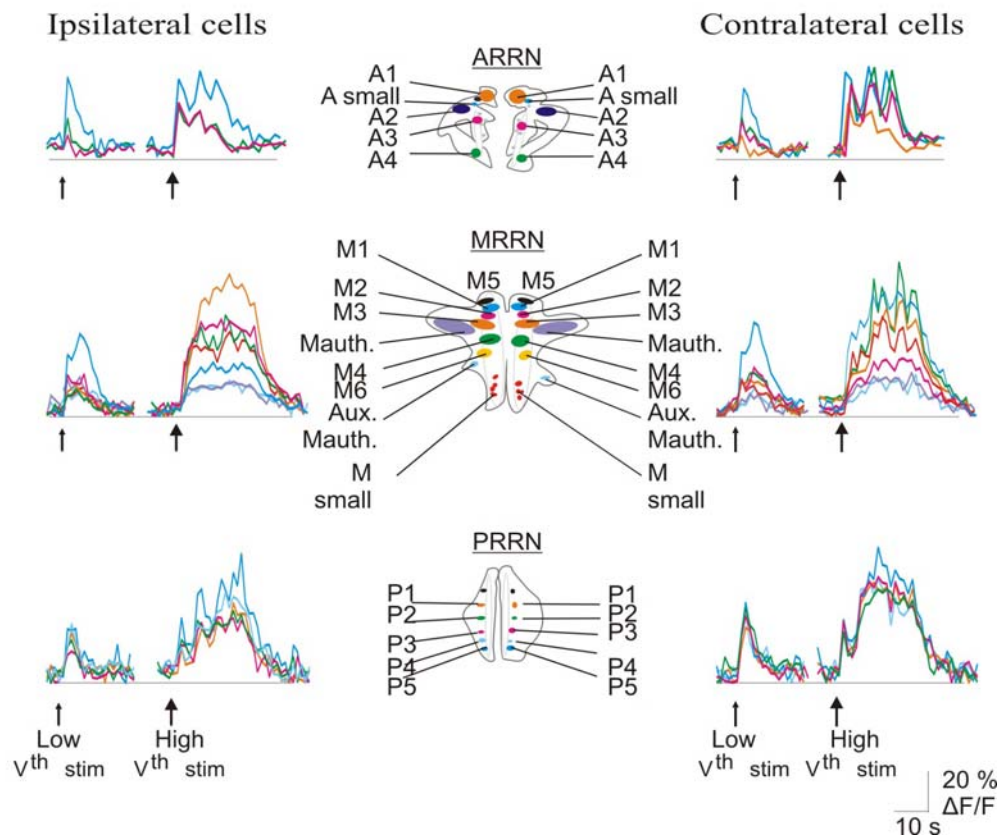 Ipsilateral cells
Contralateral cells
ARRN
A1
A small
A2
A3
A4
A1
A small
A2
A3
A4
MRRN
M1
M5
M2
M3
Mauth.
M4
M6
Aux.
Mauth.
M
small
M1
M5
M2
M3
Mauth.
M4
M6
Aux.
Mauth.
M
small
PRRN
P1
P2
P3
P4
P5
P1
P2
P3
P4
P5
Low
Vth stim
High
Vth stim
Low
Vth stim
High
Vth stim
20 %
ΔF/F
10 s